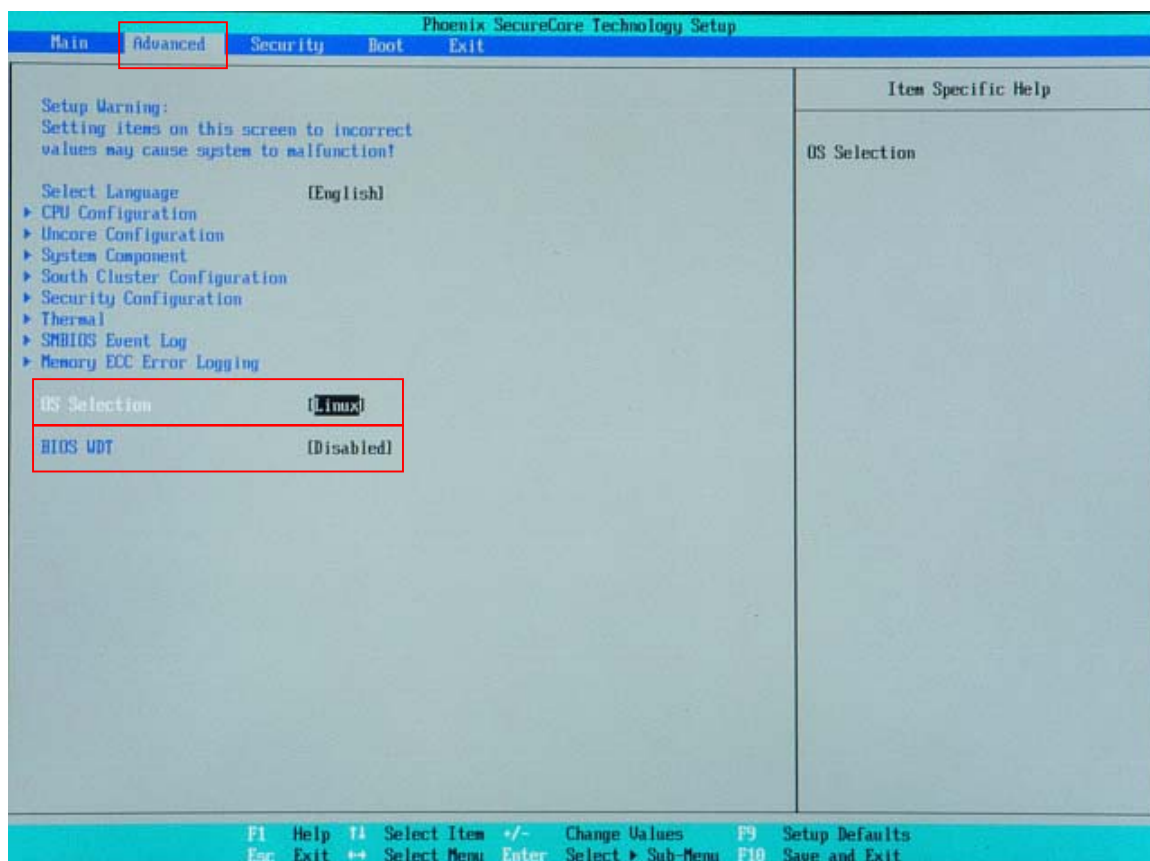 Phoenix SecureCore Technology Setup
Main Advanced Security Boot Exit
Setup Warning:
Setting items on this screen to incorrect
values may cause system to malfunction!
Select Language [English]
▶ CPU Configuration
▶ Uncore Configuration
▶ System Component
▶ South Cluster Configuration
▶ Security Configuration
▶ Thermal
▶ SMBIOS Event Log
▶ Memory ECC Error Logging
OS Selection [Linux]
BIOS WDT [Disabled]
Item Specific Help
OS Selection
F1 Help ↑↓ Select Item +/- Change Values F9 Setup Defaults
Esc Exit ←→ Select Menu Enter Select ▶ Sub-Menu F10 Save and Exit